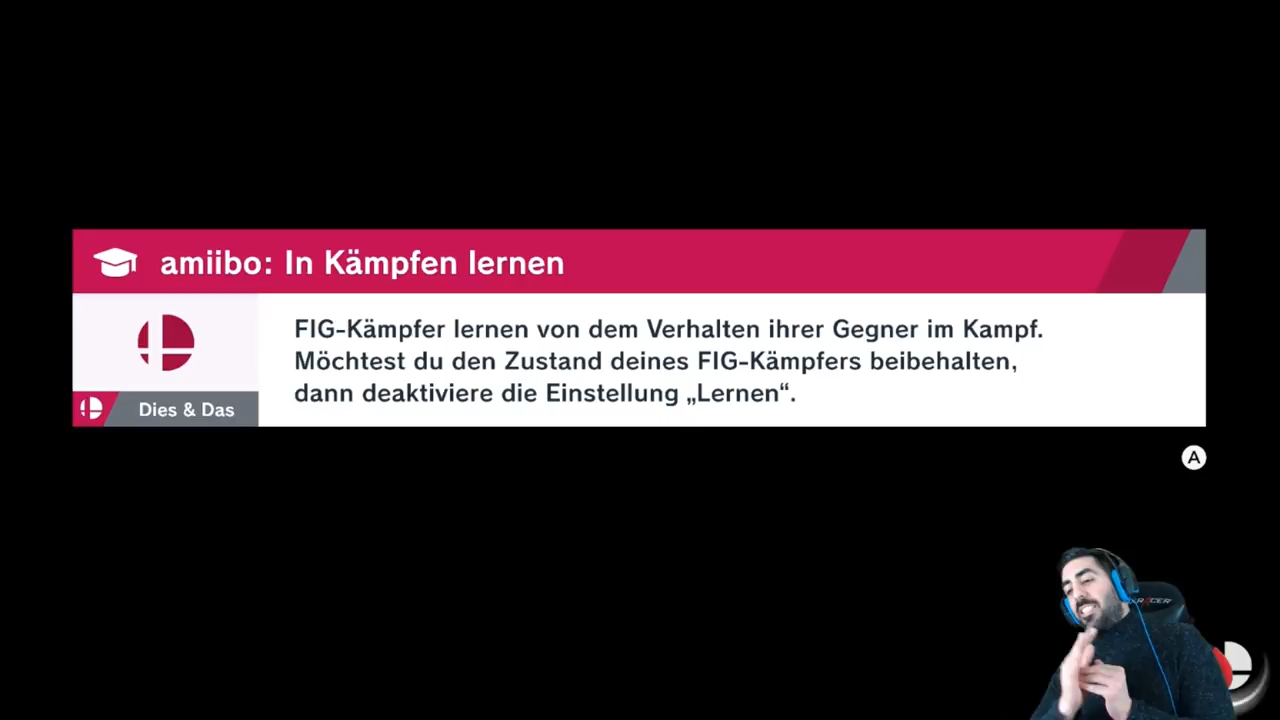 amiibo: In Kämpfen lernen
FIG-Kämpfer lernen von dem Verhalten ihrer Gegner im Kampf.
Möchtest du den Zustand deines FIG-Kämpfers beibehalten,
dann deaktiviere die Einstellung „Lernen“.
Dies & Das
A